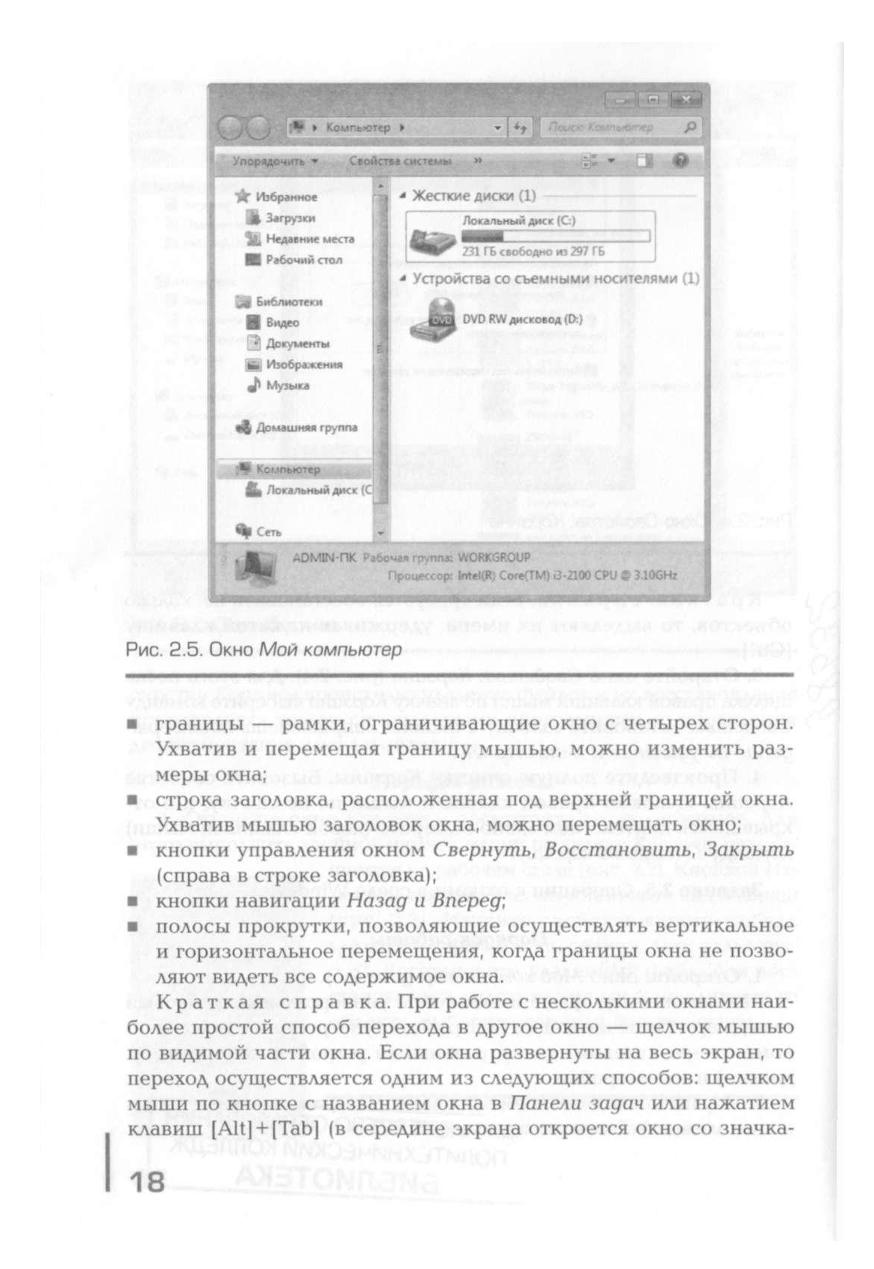 Компьютер
Поиск: Компьютер
Упорядочить
Свойства системы »
Избранное
Загрузки
Недавние места
Рабочий стол
Библиотеки
Видео
Документы
Изображения
Музыка
Домашняя группа
Компьютер
Локальный диск (C
Сеть
Жесткие диски (1)
Локальный диск (C:)
231 ГБ свободно из 297 ГБ
Устройства со съемными носителями (1)
DVD RW дисковод (D:)
ADMIN-ПК Рабочая группа: WORKGROUP
Процессор: Intel(R) Core(TM) i3-2100 CPU @ 3.10GHz
Рис. 2.5. Окно Мой компьютер
■ границы — рамки, ограничивающие окно с четырех сторон.
Ухватив и перемещая границу мышью, можно изменить раз-
меры окна;
■ строка заголовка, расположенная под верхней границей окна.
Ухватив мышью заголовок окна, можно перемещать окно;
■ кнопки управления окном Свернуть, Восстановить, Закрыть
(справа в строке заголовка);
■ кнопки навигации Назад и Вперед;
■ полосы прокрутки, позволяющие осуществлять вертикальное
и горизонтальное перемещения, когда границы окна не позво-
ляют видеть все содержимое окна.
Краткая справка. При работе с несколькими окнами наи-
более простой способ перехода в другое окно — щелчок мышью
по видимой части окна. Если окна развернуты на весь экран, то
переход осуществляется одним из следующих способов: щелчком
мыши по кнопке с названием окна в Панели задач или нажатием
клавиш [Alt]+[Tab] (в середине экрана откроется окно со значка-
18